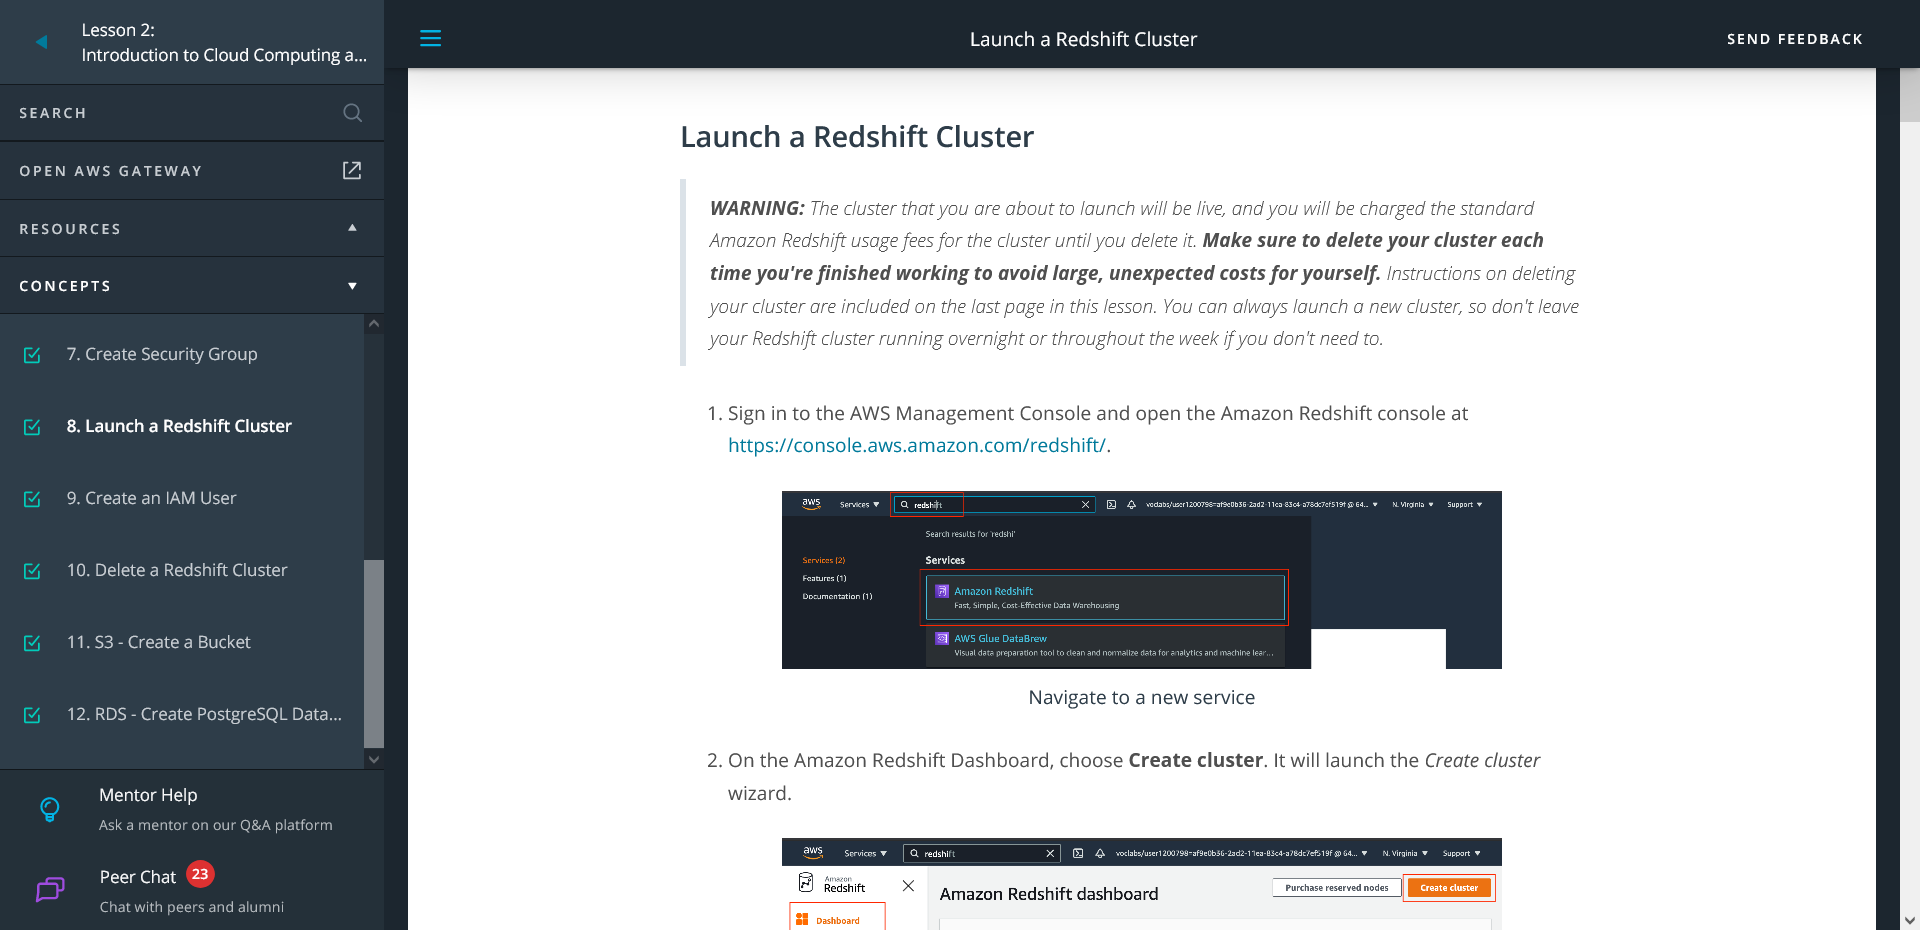 Lesson 2:
Introduction to Cloud Computing a...
SEARCH
OPEN AWS GATEWAY
RESOURCES
CONCEPTS
7. Create Security Group
8. Launch a Redshift Cluster
9. Create an IAM User
10. Delete a Redshift Cluster
11. S3 - Create a Bucket
12. RDS - Create PostgreSQL Data...
Mentor Help
Ask a mentor on our Q&A platform
Peer Chat 23
Chat with peers and alumni
Launch a Redshift Cluster
SEND FEEDBACK
Launch a Redshift Cluster
WARNING: The cluster that you are about to launch will be live, and you will be charged the standard
Amazon Redshift usage fees for the cluster until you delete it. Make sure to delete your cluster each
time you're finished working to avoid large, unexpected costs for yourself. Instructions on deleting
your cluster are included on the last page in this lesson. You can always launch a new cluster, so don't leave
your Redshift cluster running overnight or throughout the week if you don't need to.
1. Sign in to the AWS Management Console and open the Amazon Redshift console at
https://console.aws.amazon.com/redshift/.
aws Services redshift voclabs/user1200798=af9e0b36-2ad2-11ea-83c4-a78dc7ef519f @ 64... N. Virginia Support
Search results for 'redshi'
Services (2)
Features (1)
Documentation (1)
Services
Amazon Redshift
Fast, Simple, Cost-Effective Data Warehousing
AWS Glue DataBrew
Visual data preparation tool to clean and normalize data for analytics and machine lear...
Navigate to a new service
2. On the Amazon Redshift Dashboard, choose Create cluster. It will launch the Create cluster
wizard.
aws Services redshift voclabs/user1200798=af9e0b36-2ad2-11ea-83c4-a78dc7ef519f @ 64... N. Virginia Support
Amazon
Redshift
Dashboard
Amazon Redshift dashboard
Purchase reserved nodes
Create cluster